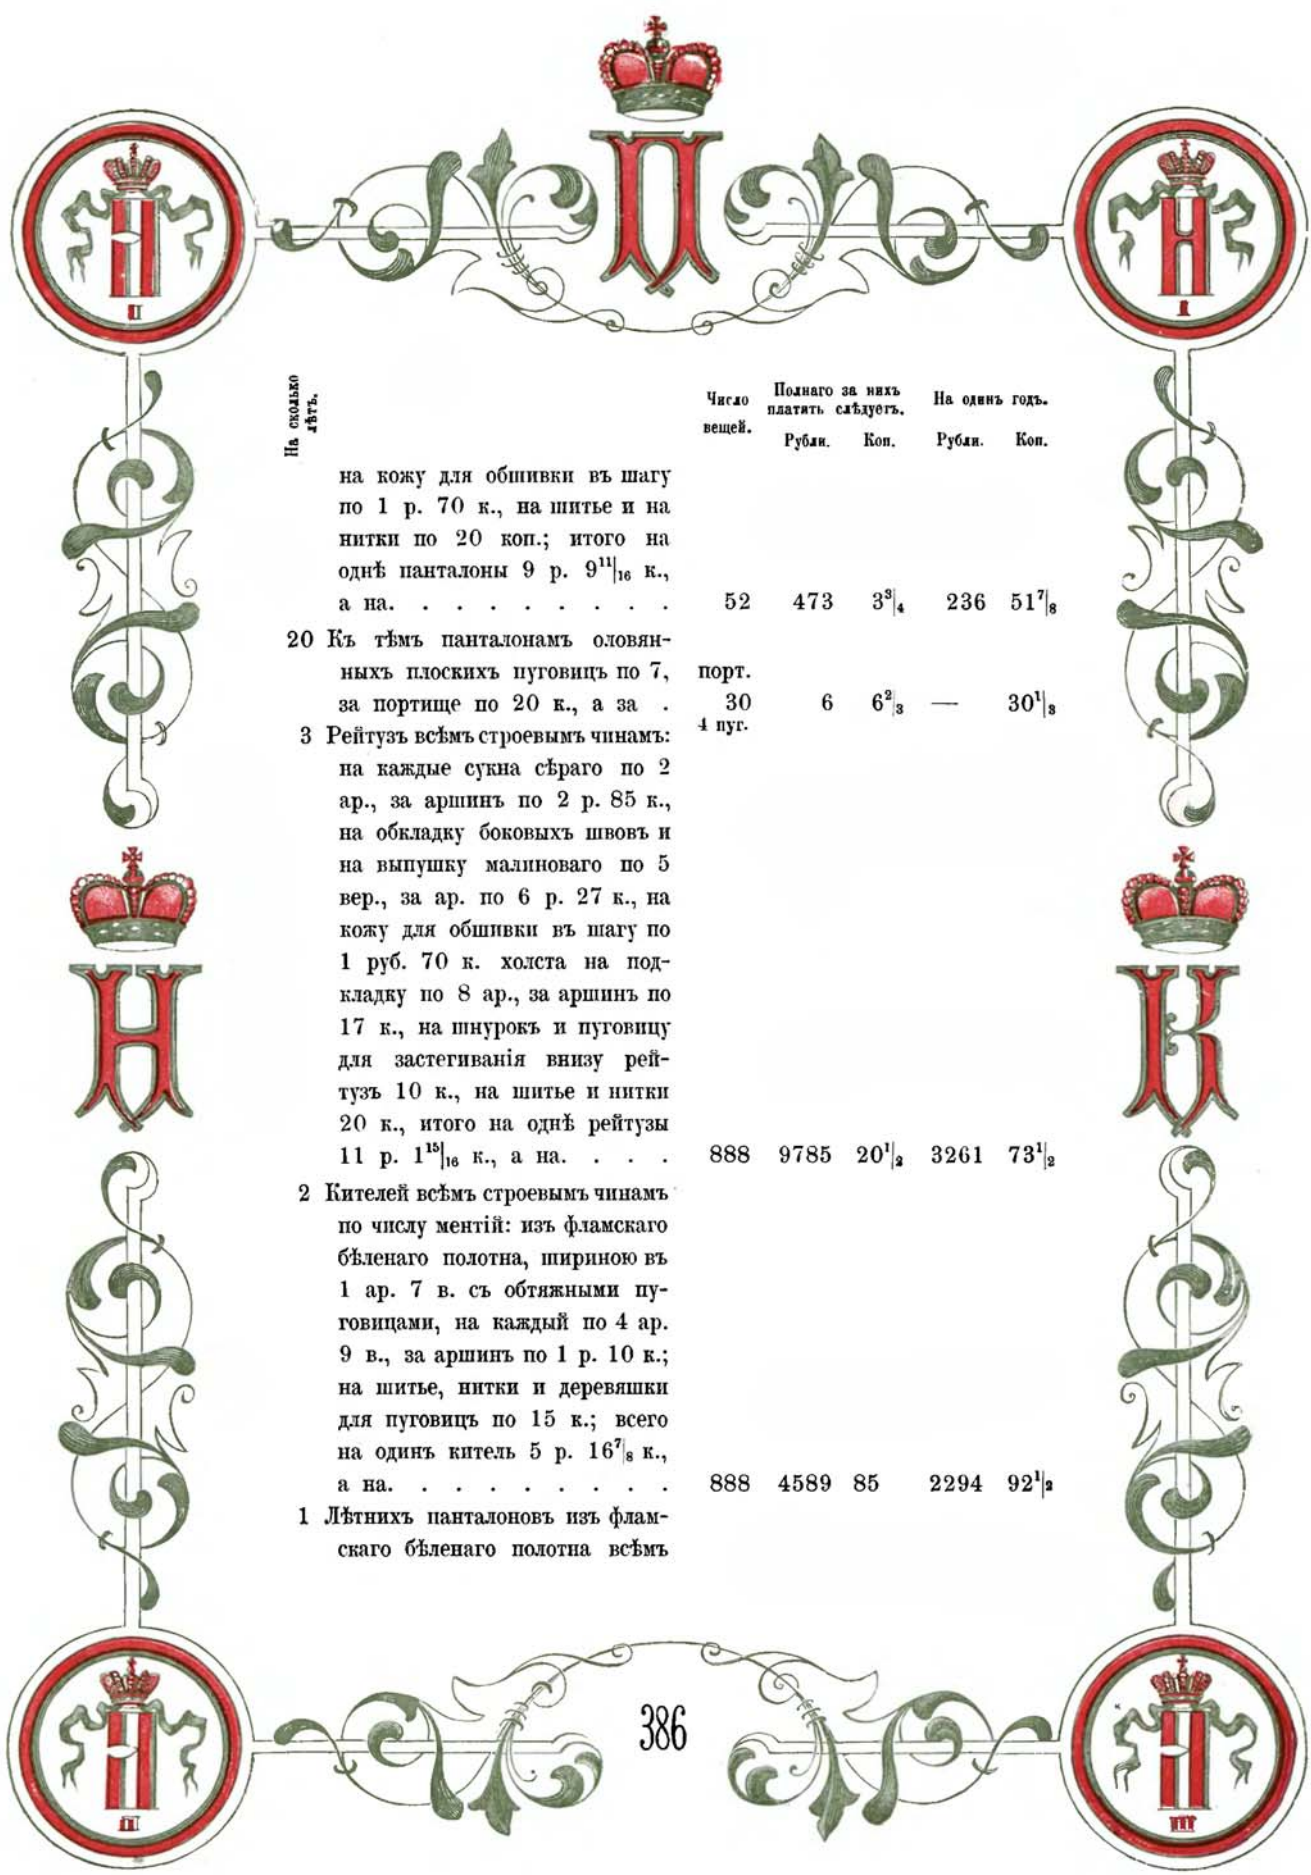 П
I
На сколько
лѣтъ.
Число
вещей.
Полнаго за нихъ
платить слѣдуетъ.
На одинъ годъ.
Рубли. Коп. Рубли. Коп.
на кожу для обшивки въ шагу
по 1 р. 70 к., на шитье и на
нитки по 20 коп.; итого на
однѣ панталоны 9 р. 9¹¹|₁₆ к.,
а на. . . . . . . . . 52 473 3³|₄ 236 51⁷|₈
20 Къ тѣмъ панталонамъ оловян-
ныхъ плоскихъ пуговицъ по 7, порт.
за портище по 20 к., а за . 30 6 6²|₃ — 30¹|₃
4 пуг.
3 Рейтузъ всѣмъ строевымъ чинамъ:
на каждые сукна сѣраго по 2
ар., за аршинъ по 2 р. 85 к.,
на обкладку боковыхъ швовъ и
на выпушку малиноваго по 5
вер., за ар. по 6 р. 27 к., на
кожу для обшивки въ шагу по
1 руб. 70 к. холста на под-
кладку по 8 ар., за аршинъ по
17 к., на шнурокъ и пуговицу
для застегиванія внизу рей-
тузъ 10 к., на шитье и нитки
20 к., итого на однѣ рейтузы
11 р. 1¹⁵|₁₆ к., а на. . . . 888 9785 20¹|₂ 3261 73¹|₂
2 Кителей всѣмъ строевымъ чинамъ
по числу ментій: изъ фламскаго
бѣленаго полотна, шириною въ
1 ар. 7 в. съ обтяжными пу-
говицами, на каждый по 4 ар.
9 в., за аршинъ по 1 р. 10 к.;
на шитье, нитки и деревяшки
для пуговицъ по 15 к.; всего
на одинъ китель 5 р. 16⁷|₈ к.,
а на. . . . . . . . . 888 4589 85 2294 92¹|₂
1 Лѣтнихъ панталоновъ изъ флам-
скаго бѣленаго полотна всѣмъ
Н
К
II
III
386